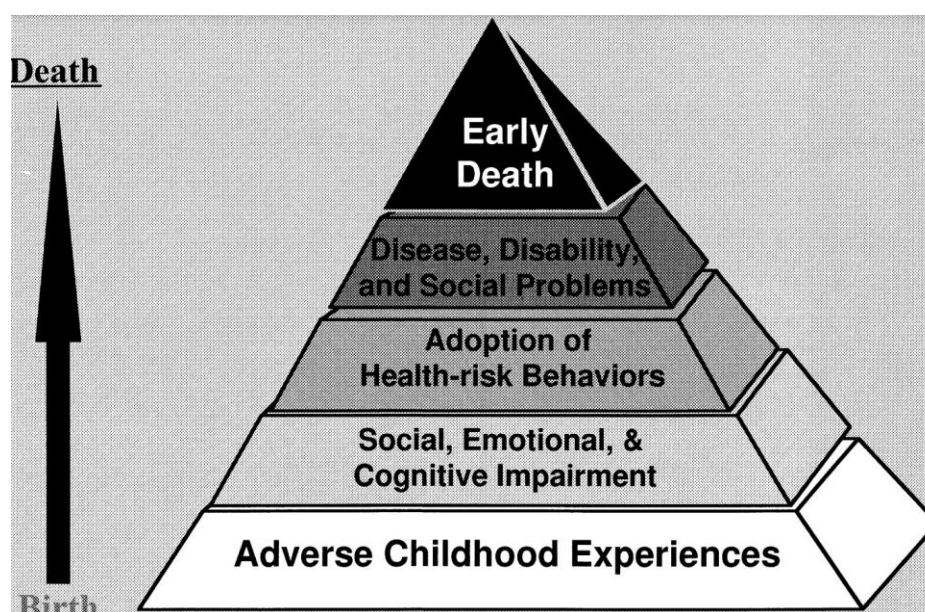 Death
Early
Death
Disease, Disability,
and Social Problems
Adoption of
Health-risk Behaviors
Social, Emotional, &
Cognitive Impairment
Adverse Childhood Experiences
Birth